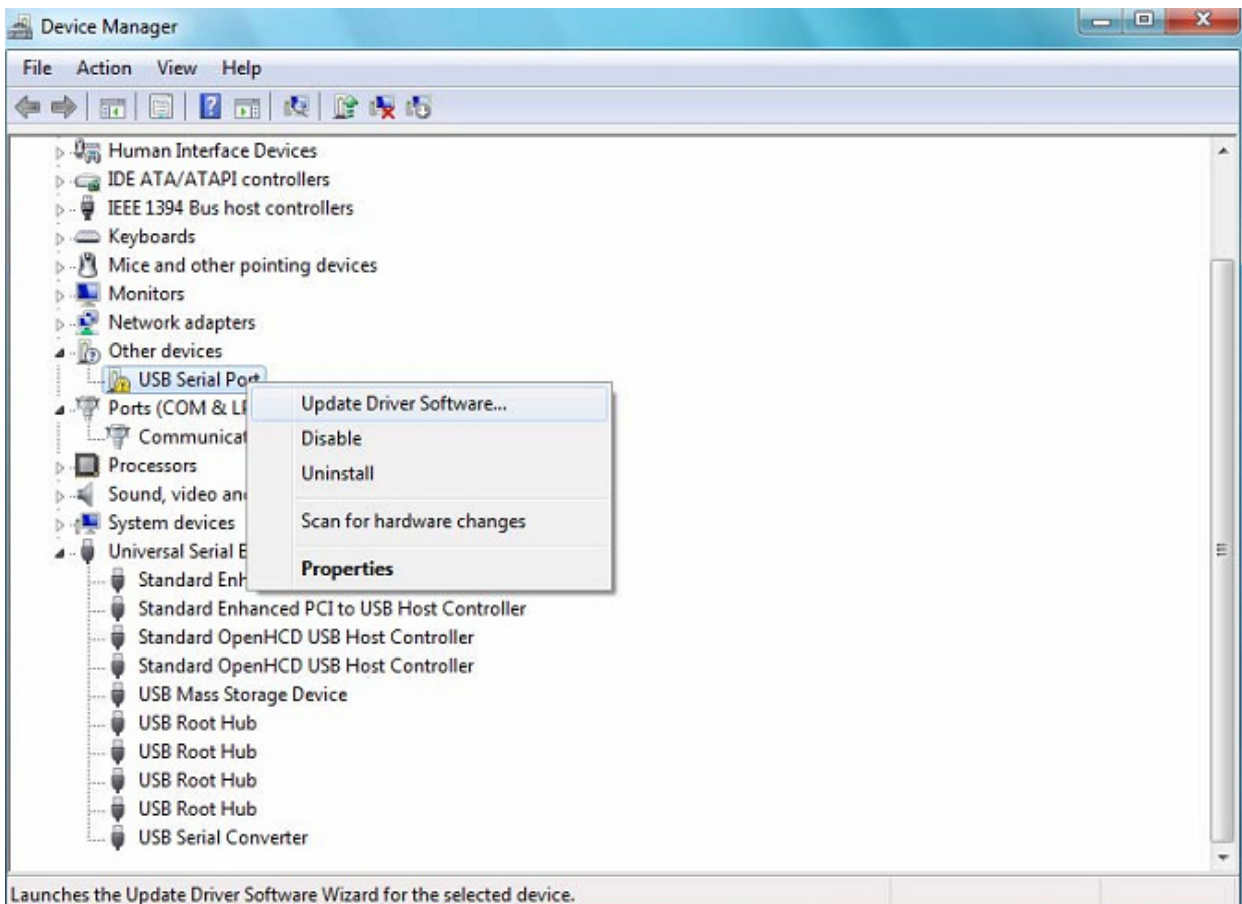 Device Manager
File Action View Help
Human Interface Devices
IDE ATA/ATAPI controllers
IEEE 1394 Bus host controllers
Keyboards
Mice and other pointing devices
Monitors
Network adapters
Other devices
USB Serial Port
Update Driver Software...
Disable
Uninstall
Scan for hardware changes
Properties
Ports (COM &
Communicat
Processors
Sound, video an
System devices
Universal Serial
Standard Enh
Standard Enhanced PCI to USB Host Controller
Standard OpenHCD USB Host Controller
Standard OpenHCD USB Host Controller
USB Mass Storage Device
USB Root Hub
USB Root Hub
USB Root Hub
USB Root Hub
USB Serial Converter
Launches the Update Driver Software Wizard for the selected device.